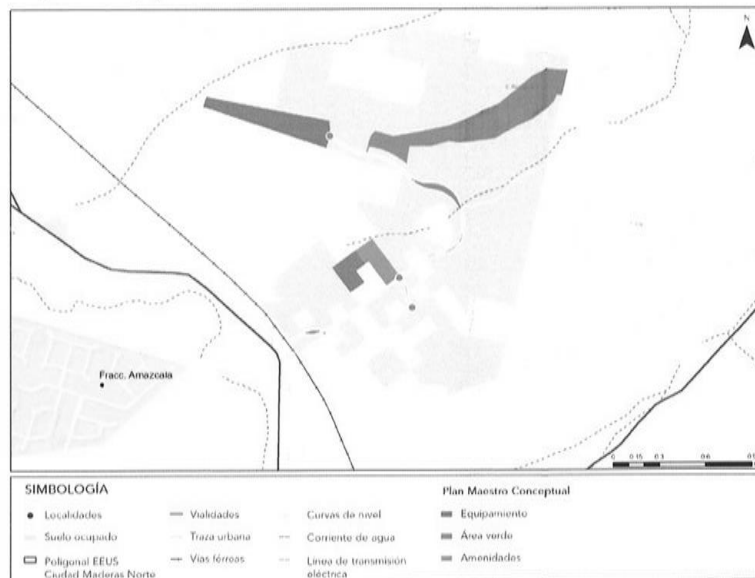 N
Fracc. Amazcala
0 0.15 0.3 0.6
SIMBOLOGÍA
Localidades
Suelo ocupado
Poligonal EEUS
Ciudad Maderas Norte
Vialidades
Traza urbana
Vías férreas
Curvas de nivel
Corriente de agua
Línea de transmisión
eléctrica
Plan Maestro Conceptual
Equipamiento
Área verde
Amenidades